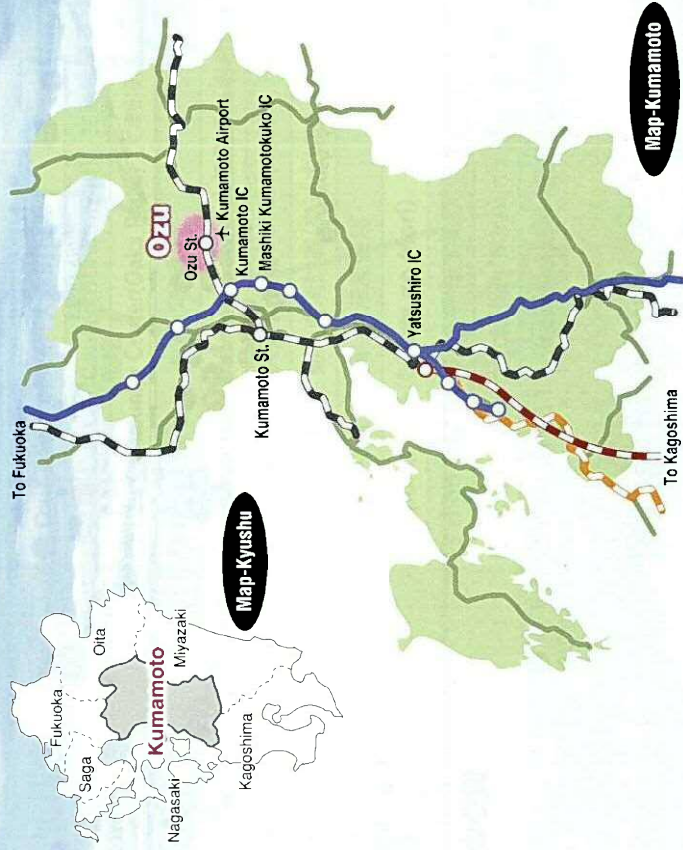 To Fukuoka
Ozu
Ozu St.
Kumamoto Airport
Kumamoto IC
Mashiki Kumamotokuko IC
Kumamoto St.
Yatsushiro IC
To Kagoshima
Map-Kumamoto
Map-Kyushu
Fukuoka
Saga
Oita
Nagasaki
Kumamoto
Miyazaki
Kagoshima